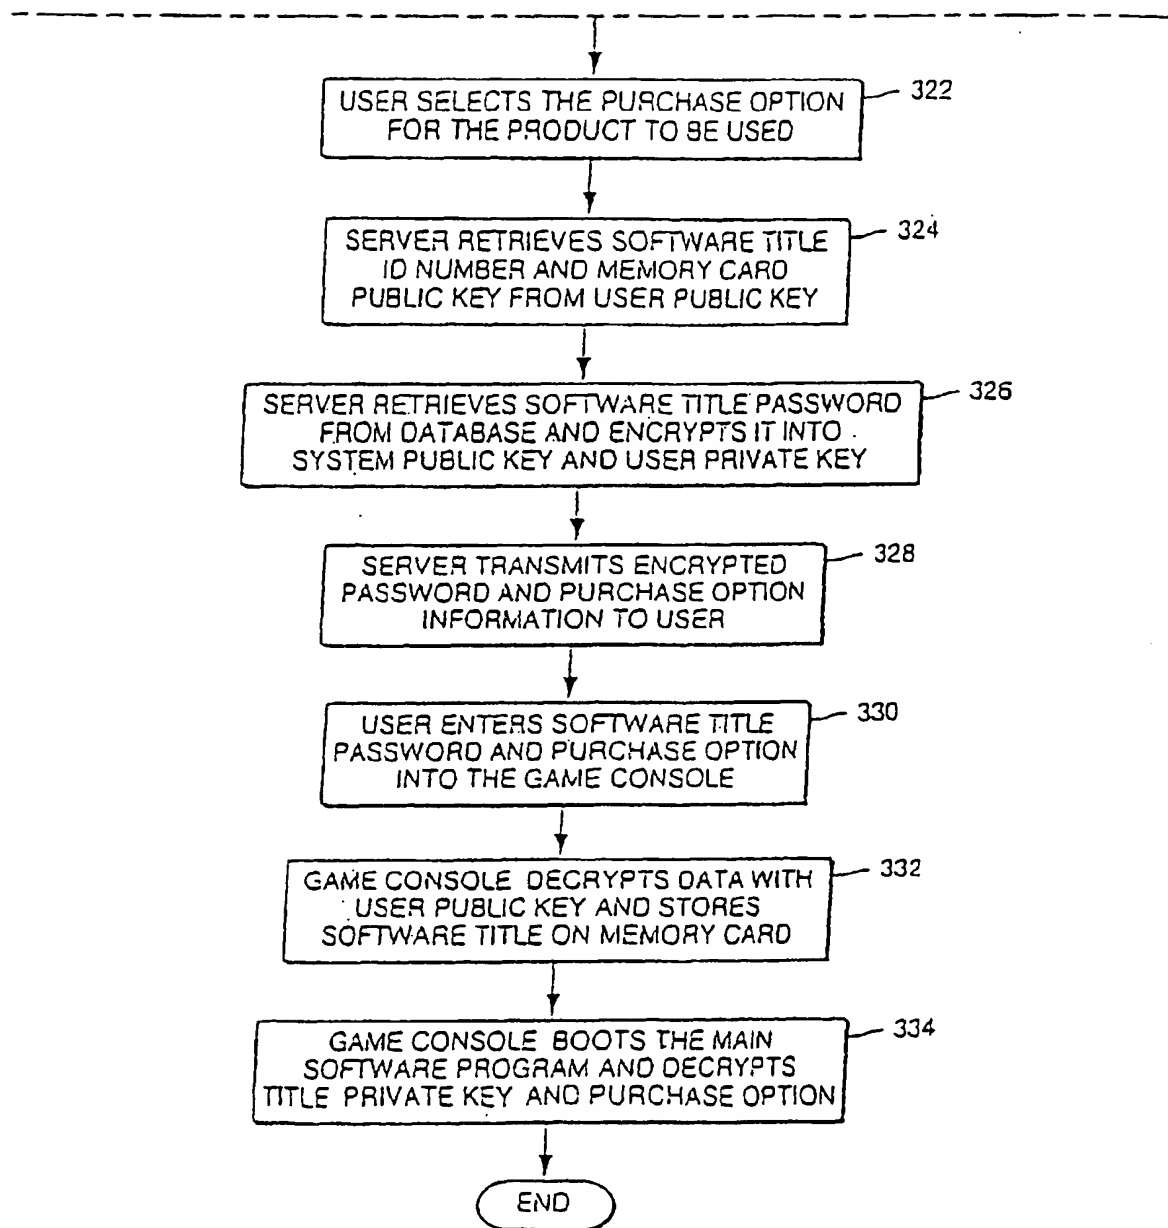 USER SELECTS THE PURCHASE OPTION
FOR THE PRODUCT TO BE USED
322
SERVER RETRIEVES SOFTWARE TITLE
ID NUMBER AND MEMORY CARD
PUBLIC KEY FROM USER PUBLIC KEY
324
SERVER RETRIEVES SOFTWARE TITLE PASSWORD
FROM DATABASE AND ENCRYPTS IT INTO
SYSTEM PUBLIC KEY AND USER PRIVATE KEY
326
SERVER TRANSMITS ENCRYPTED
PASSWORD AND PURCHASE OPTION
INFORMATION TO USER
328
USER ENTERS SOFTWARE TITLE
PASSWORD AND PURCHASE OPTION
INTO THE GAME CONSOLE
330
GAME CONSOLE DECRYPTS DATA WITH
USER PUBLIC KEY AND STORES
SOFTWARE TITLE ON MEMORY CARD
332
GAME CONSOLE BOOTS THE MAIN
SOFTWARE PROGRAM AND DECRYPTS
TITLE PRIVATE KEY AND PURCHASE OPTION
334
END